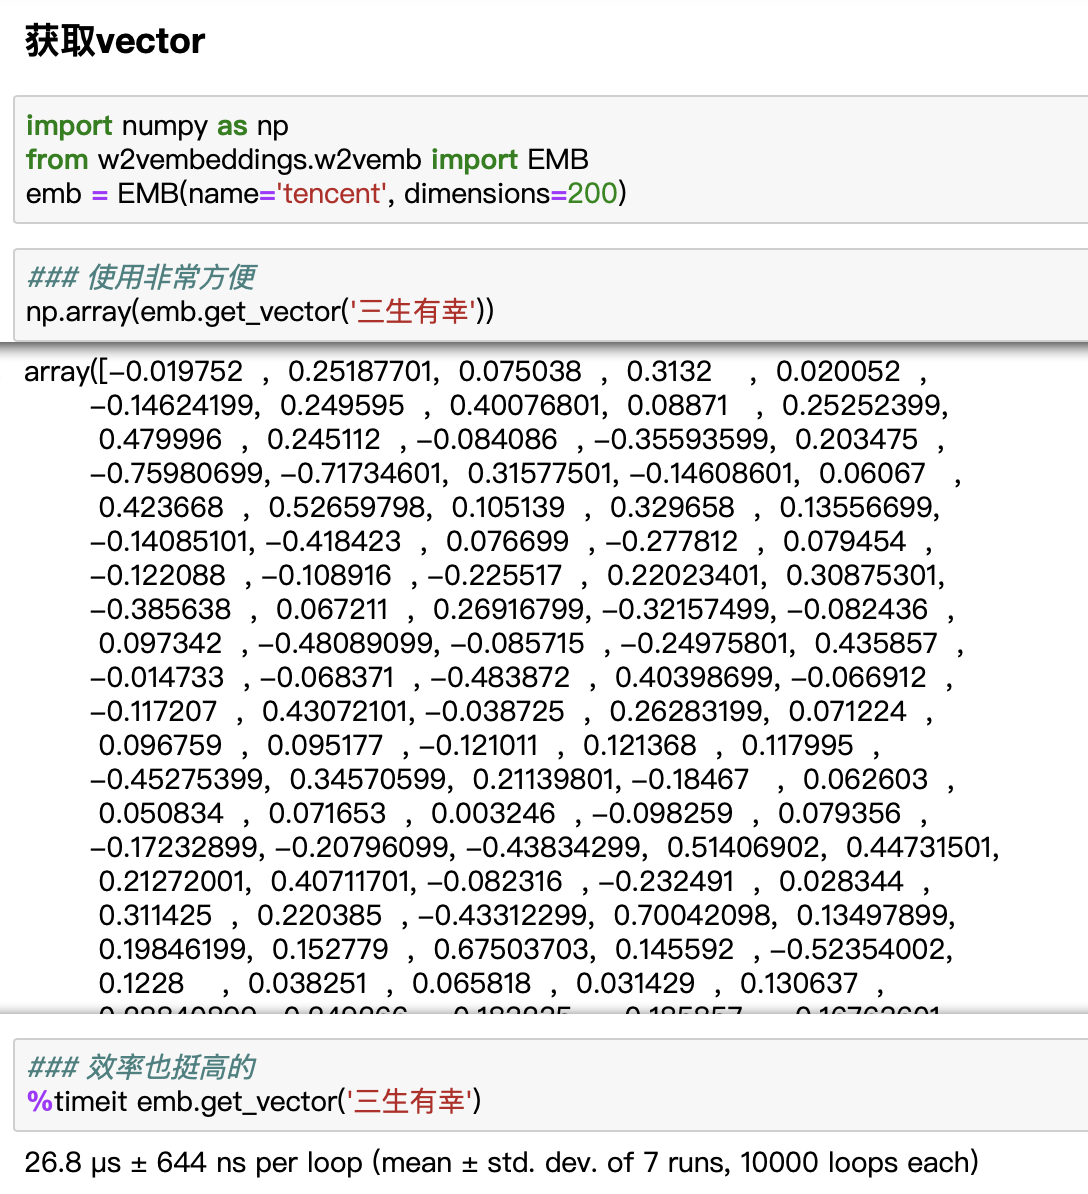 获取vector
import numpy as np
from w2vembeddings.w2vemb import EMB
emb = EMB(name='tencent', dimensions=200)
### 使用非常方便
np.array(emb.get_vector('三生有幸'))
array([-0.019752 , 0.25187701, 0.075038 , 0.3132 , 0.020052 ,
-0.14624199, 0.249595 , 0.40076801, 0.08871 , 0.25252399,
0.479996 , 0.245112 , -0.084086 , -0.35593599, 0.203475 ,
-0.75980699, -0.71734601, 0.31577501, -0.14608601, 0.06067 ,
0.423668 , 0.52659798, 0.105139 , 0.329658 , 0.13556699,
-0.14085101, -0.418423 , 0.076699 , -0.277812 , 0.079454 ,
-0.122088 , -0.108916 , -0.225517 , 0.22023401, 0.30875301,
-0.385638 , 0.067211 , 0.26916799, -0.32157499, -0.082436 ,
0.097342 , -0.48089099, -0.085715 , -0.24975801, 0.435857 ,
-0.014733 , -0.068371 , -0.483872 , 0.40398699, -0.066912 ,
-0.117207 , 0.43072101, -0.038725 , 0.26283199, 0.071224 ,
0.096759 , 0.095177 , -0.121011 , 0.121368 , 0.117995 ,
-0.45275399, 0.34570599, 0.21139801, -0.18467 , 0.062603 ,
0.050834 , 0.071653 , 0.003246 , -0.098259 , 0.079356 ,
-0.17232899, -0.20796099, -0.43834299, 0.51406902, 0.44731501,
0.21272001, 0.40711701, -0.082316 , -0.232491 , 0.028344 ,
0.311425 , 0.220385 , -0.43312299, 0.70042098, 0.13497899,
0.19846199, 0.152779 , 0.67503703, 0.145592 , -0.52354002,
0.1228 , 0.038251 , 0.065818 , 0.031429 , 0.130637 ,
### 效率也挺高的
%timeit emb.get_vector('三生有幸')
26.8 µs ± 644 ns per loop (mean ± std. dev. of 7 runs, 10000 loops each)